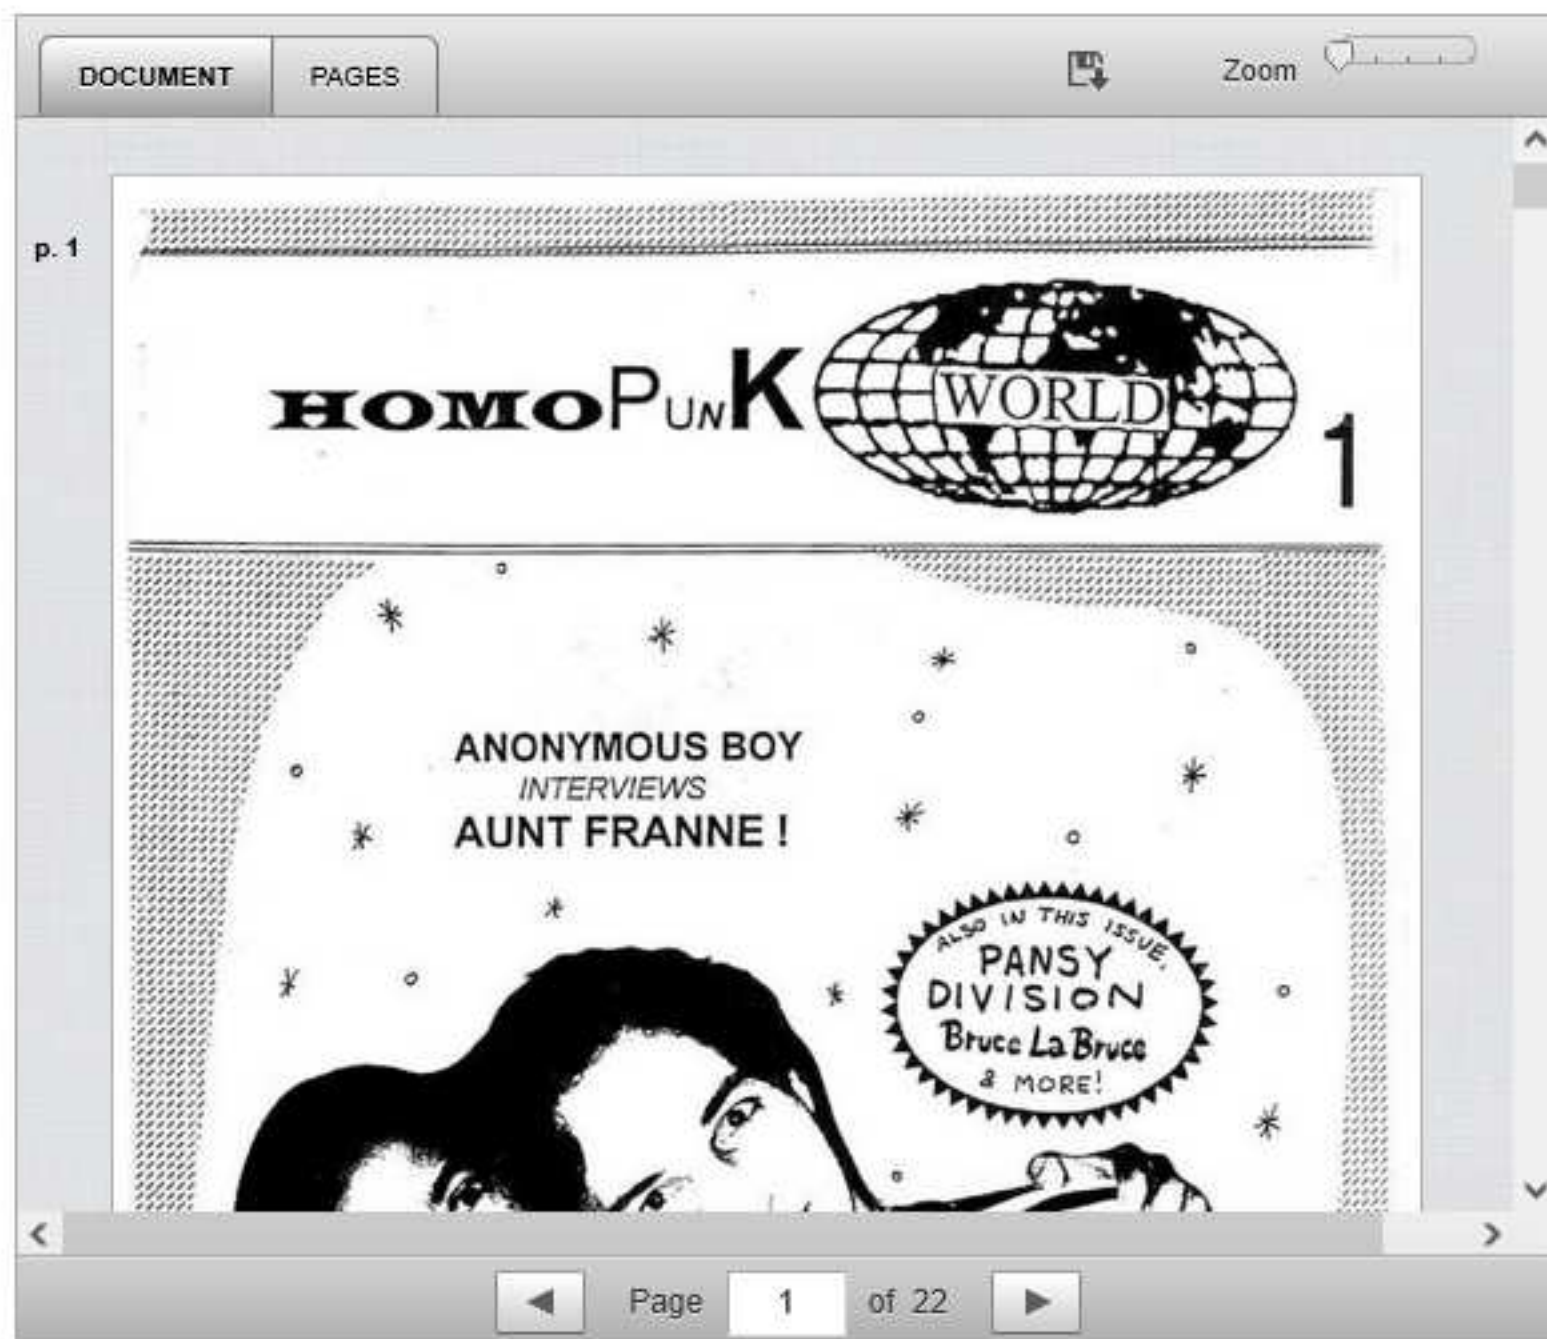 DOCUMENT PAGES Zoom
p. 1
HOMOPUNK WORLD 1
ANONYMOUS BOY
INTERVIEWS
AUNT FRANNE !
ALSO IN THIS ISSUE,
PANSY
DIVISION
Bruce La Bruce
& MORE!
Page 1 of 22